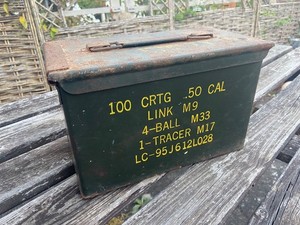 100 CRTG .50 CAL
LINK M9
4-BALL M33
1-TRACER M17
LC-95J612L028